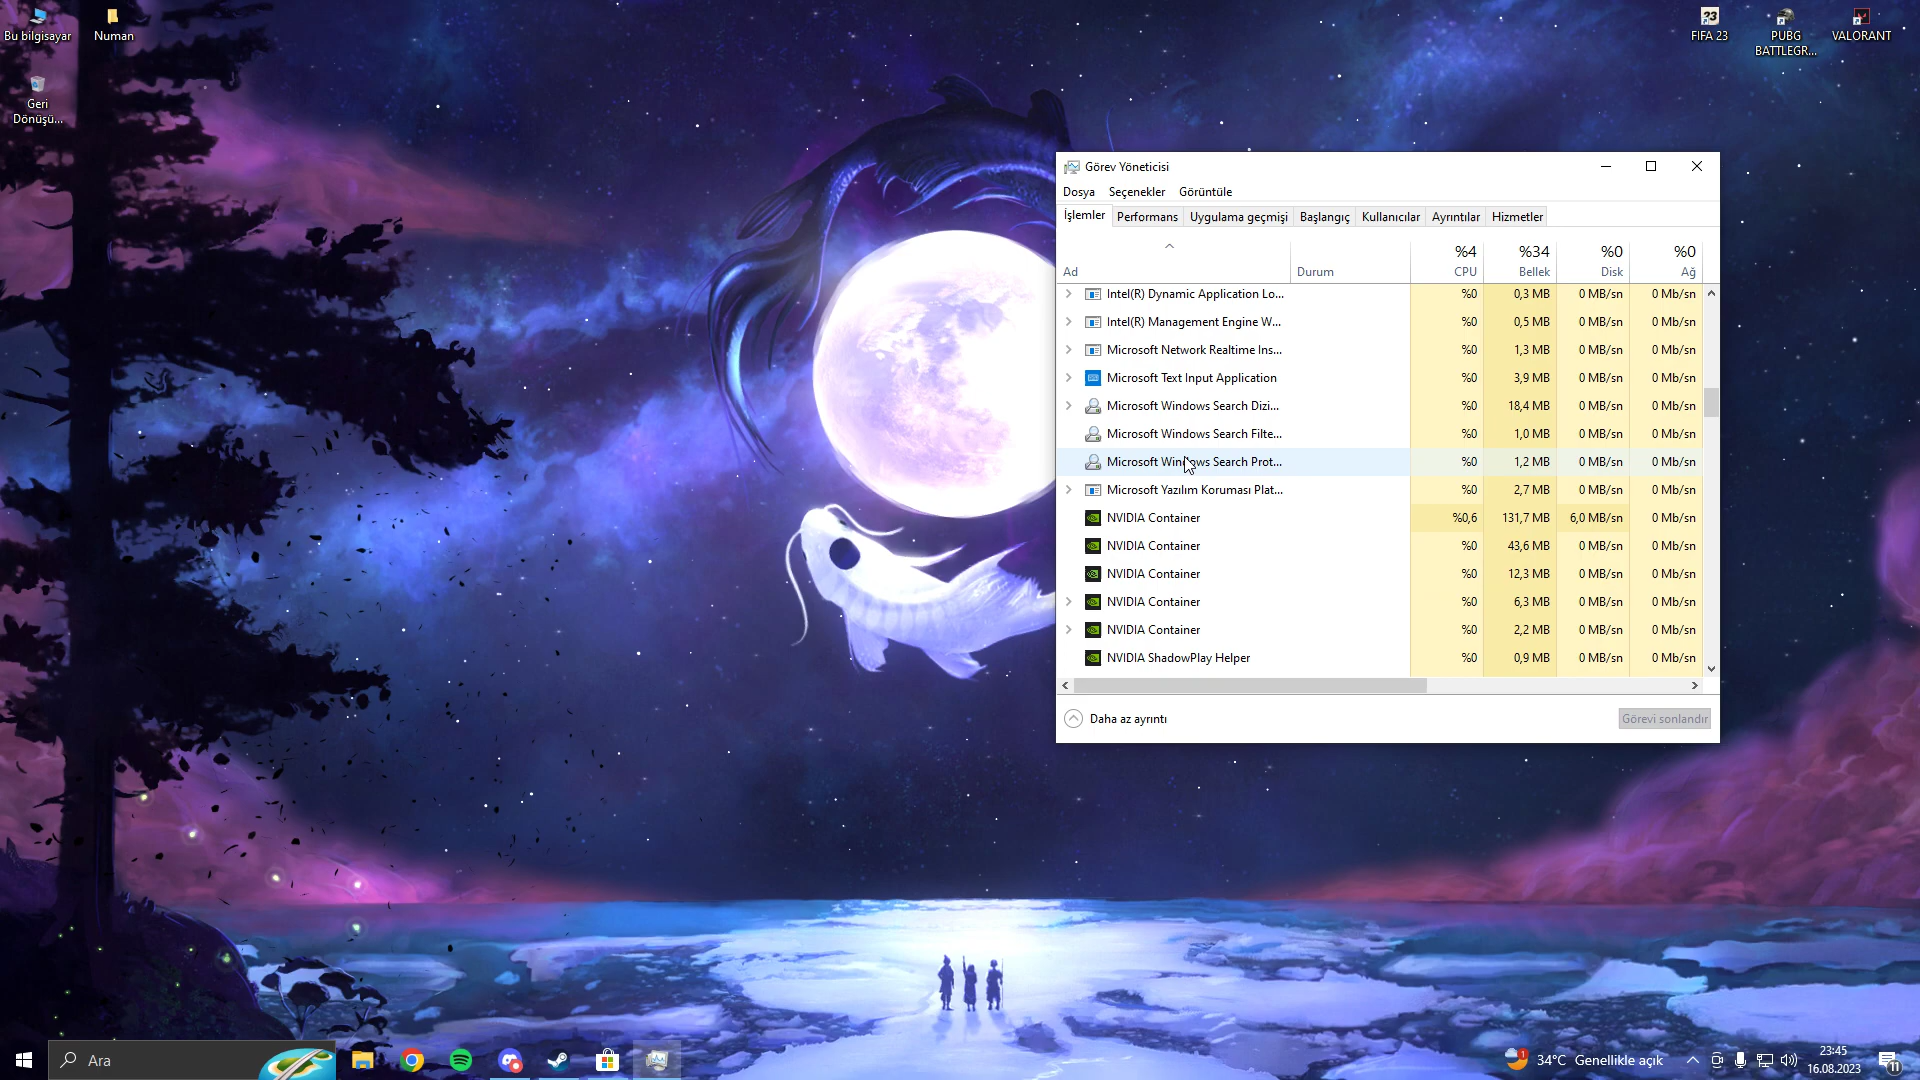 Bu bilgisayar
Numan
Geri
Dönüşü...
FIFA 23
PUBG
BATTLEGR...
VALORANT
Görev Yöneticisi
Dosya Seçenekler Görüntüle
İşlemler Performans Uygulama geçmişi Başlangıç Kullanıcılar Ayrıntılar Hizmetler
%4 %34 %0 %0
Ad Durum CPU Bellek Disk Ağ
Intel(R) Dynamic Application Lo... %0 0,3 MB 0 MB/sn 0 Mb/sn
Intel(R) Management Engine W... %0 0,5 MB 0 MB/sn 0 Mb/sn
Microsoft Network Realtime Ins... %0 1,3 MB 0 MB/sn 0 Mb/sn
Microsoft Text Input Application %0 3,9 MB 0 MB/sn 0 Mb/sn
Microsoft Windows Search Dizi... %0 18,4 MB 0 MB/sn 0 Mb/sn
Microsoft Windows Search Filte... %0 1,0 MB 0 MB/sn 0 Mb/sn
Microsoft Windows Search Prot... %0 1,2 MB 0 MB/sn 0 Mb/sn
Microsoft Yazılım Koruması Plat... %0 2,7 MB 0 MB/sn 0 Mb/sn
NVIDIA Container %0,6 131,7 MB 6,0 MB/sn 0 Mb/sn
NVIDIA Container %0 43,6 MB 0 MB/sn 0 Mb/sn
NVIDIA Container %0 12,3 MB 0 MB/sn 0 Mb/sn
NVIDIA Container %0 6,3 MB 0 MB/sn 0 Mb/sn
NVIDIA Container %0 2,2 MB 0 MB/sn 0 Mb/sn
NVIDIA ShadowPlay Helper %0 0,9 MB 0 MB/sn 0 Mb/sn
Daha az ayrıntı
Görevi sonlandır
Ara
1
34°C Genellikle açık
23:45
16.08.2023
11